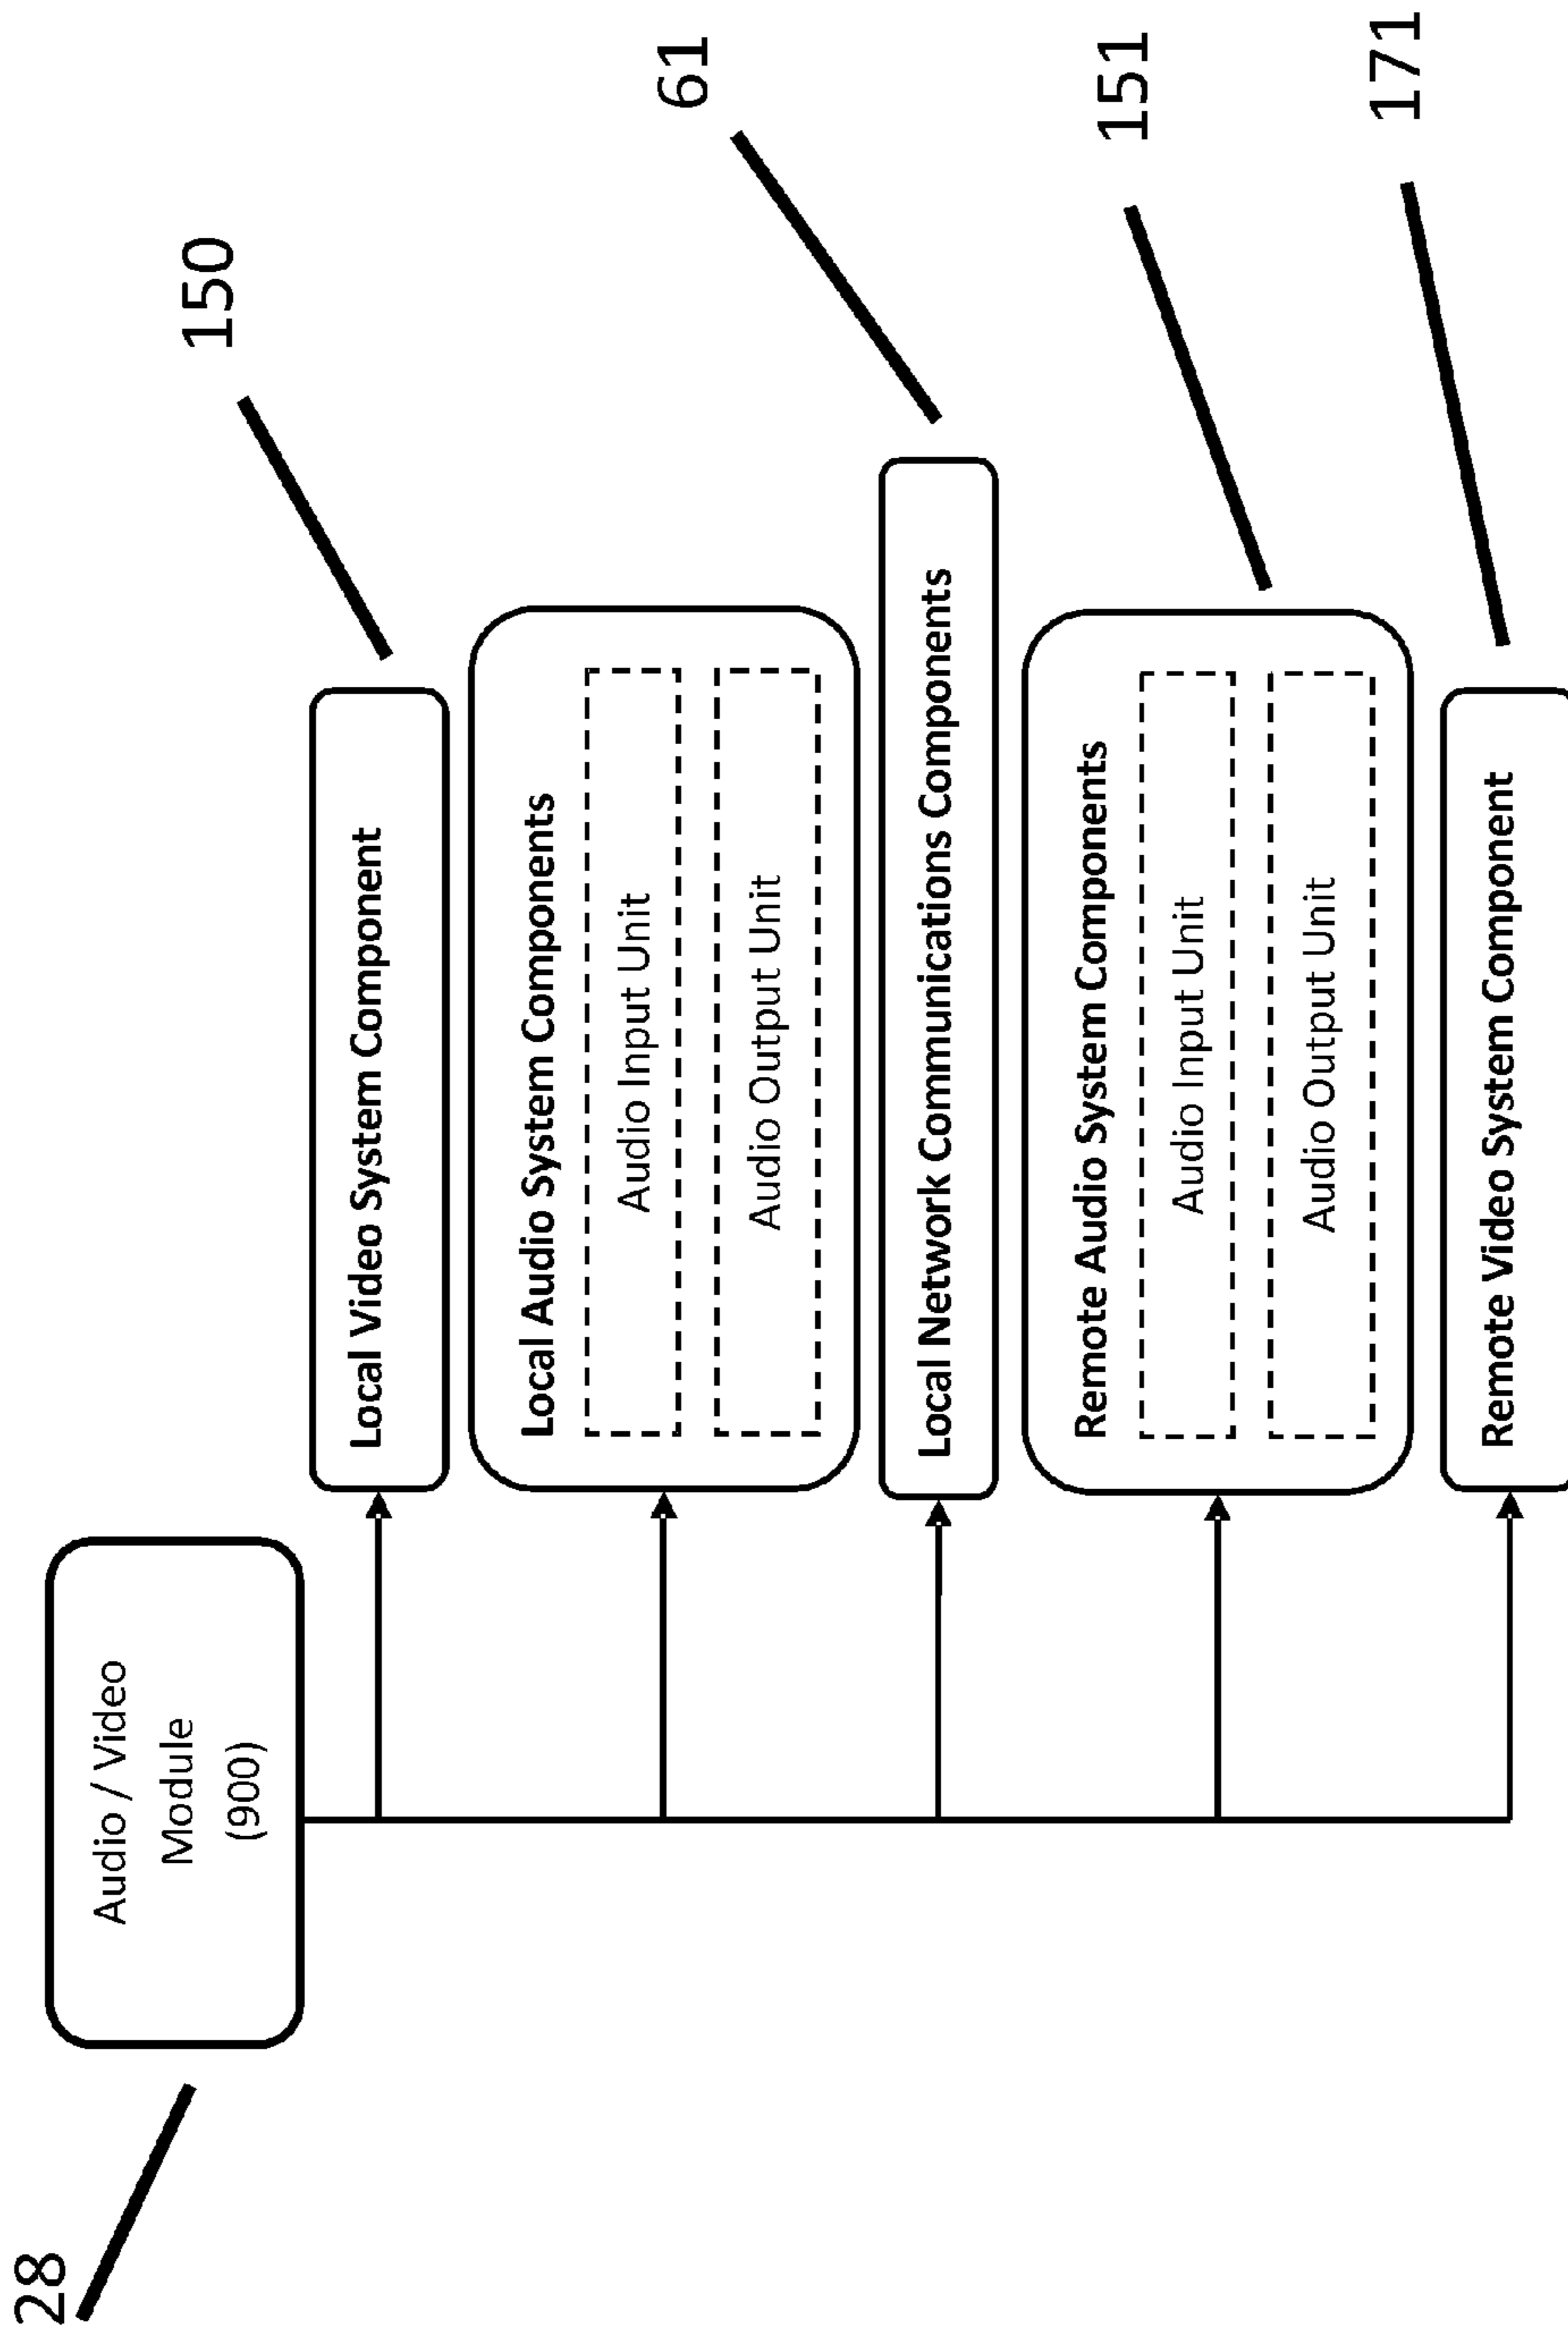 28
Audio / Video
Module
(900)
150
Local Video System Component
Local Audio System Components
Audio Input Unit
Audio Output Unit
61
Local Network Communications Components
151
Remote Audio System Components
Audio Input Unit
Audio Output Unit
171
Remote Video System Component